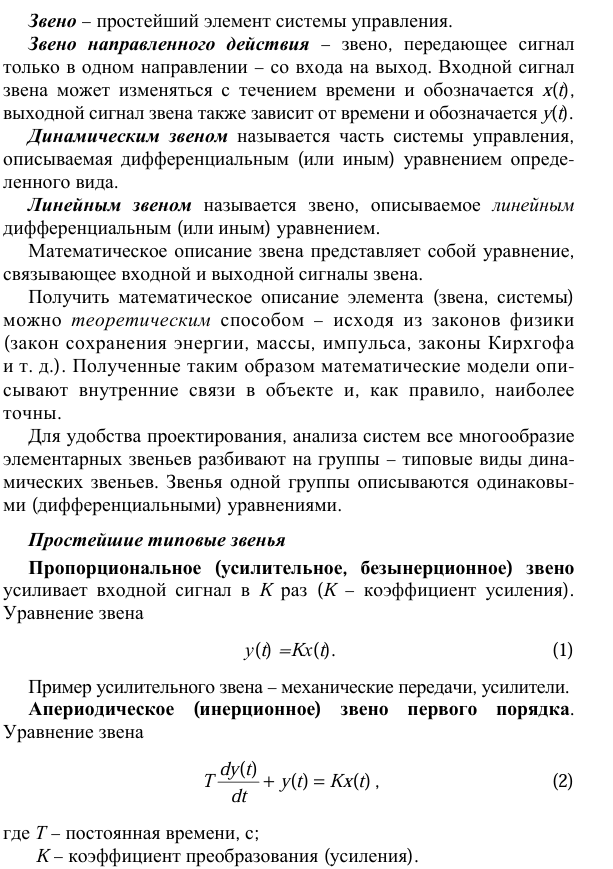 Звено – простейший элемент системы управления.
Звено направленного действия – звено, передающее сигнал
только в одном направлении – со входа на выход. Входной сигнал
звена может изменяться с течением времени и обозначается x(t),
выходной сигнал звена также зависит от времени и обозначается y(t).
Динамическим звеном называется часть системы управления,
описываемая дифференциальным (или иным) уравнением опреде-
ленного вида.
Линейным звеном называется звено, описываемое линейным
дифференциальным (или иным) уравнением.
Математическое описание звена представляет собой уравнение,
связывающее входной и выходной сигналы звена.
Получить математическое описание элемента (звена, системы)
можно теоретическим способом – исходя из законов физики
(закон сохранения энергии, массы, импульса, законы Кирхгофа
и т. д.). Полученные таким образом математические модели опи-
сывают внутренние связи в объекте и, как правило, наиболее
точны.
Для удобства проектирования, анализа систем все многообразие
элементарных звеньев разбивают на группы – типовые виды дина-
мических звеньев. Звенья одной группы описываются одинаковы-
ми (дифференциальными) уравнениями.
Простейшие типовые звенья
Пропорциональное (усилительное, безынерционное) звено
усиливает входной сигнал в K раз (K – коэффициент усиления).
Уравнение звена
y(t) =Kx(t). (1)
Пример усилительного звена – механические передачи, усилители.
Апериодическое (инерционное) звено первого порядка.
Уравнение звена
T dy(t)/dt + y(t) = Kx(t) , (2)
где T – постоянная времени, с;
K – коэффициент преобразования (усиления).